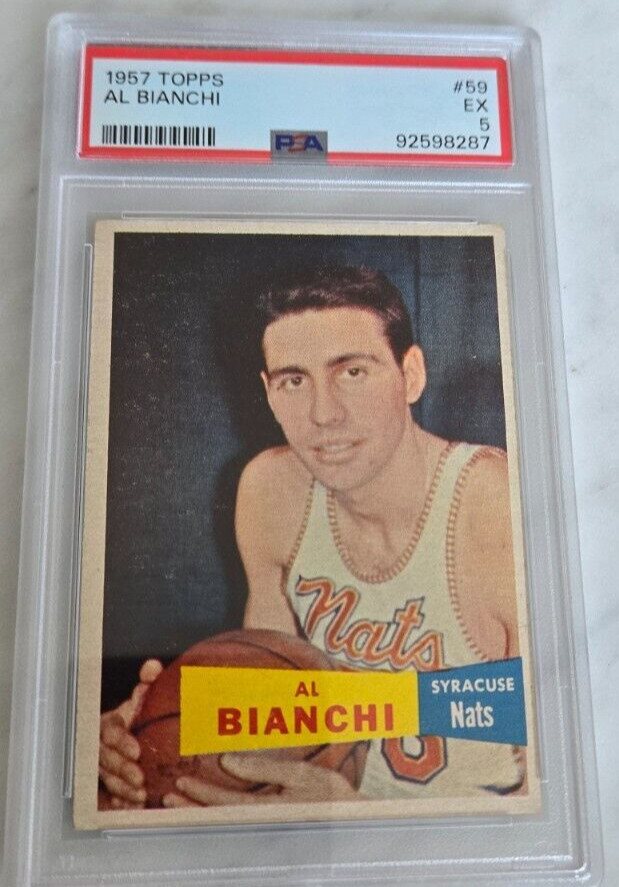 1957 TOPPS #59
AL BIANCHI EX
5
PSA 92598287
Nats
AL
BIANCHI
SYRACUSE
Nats